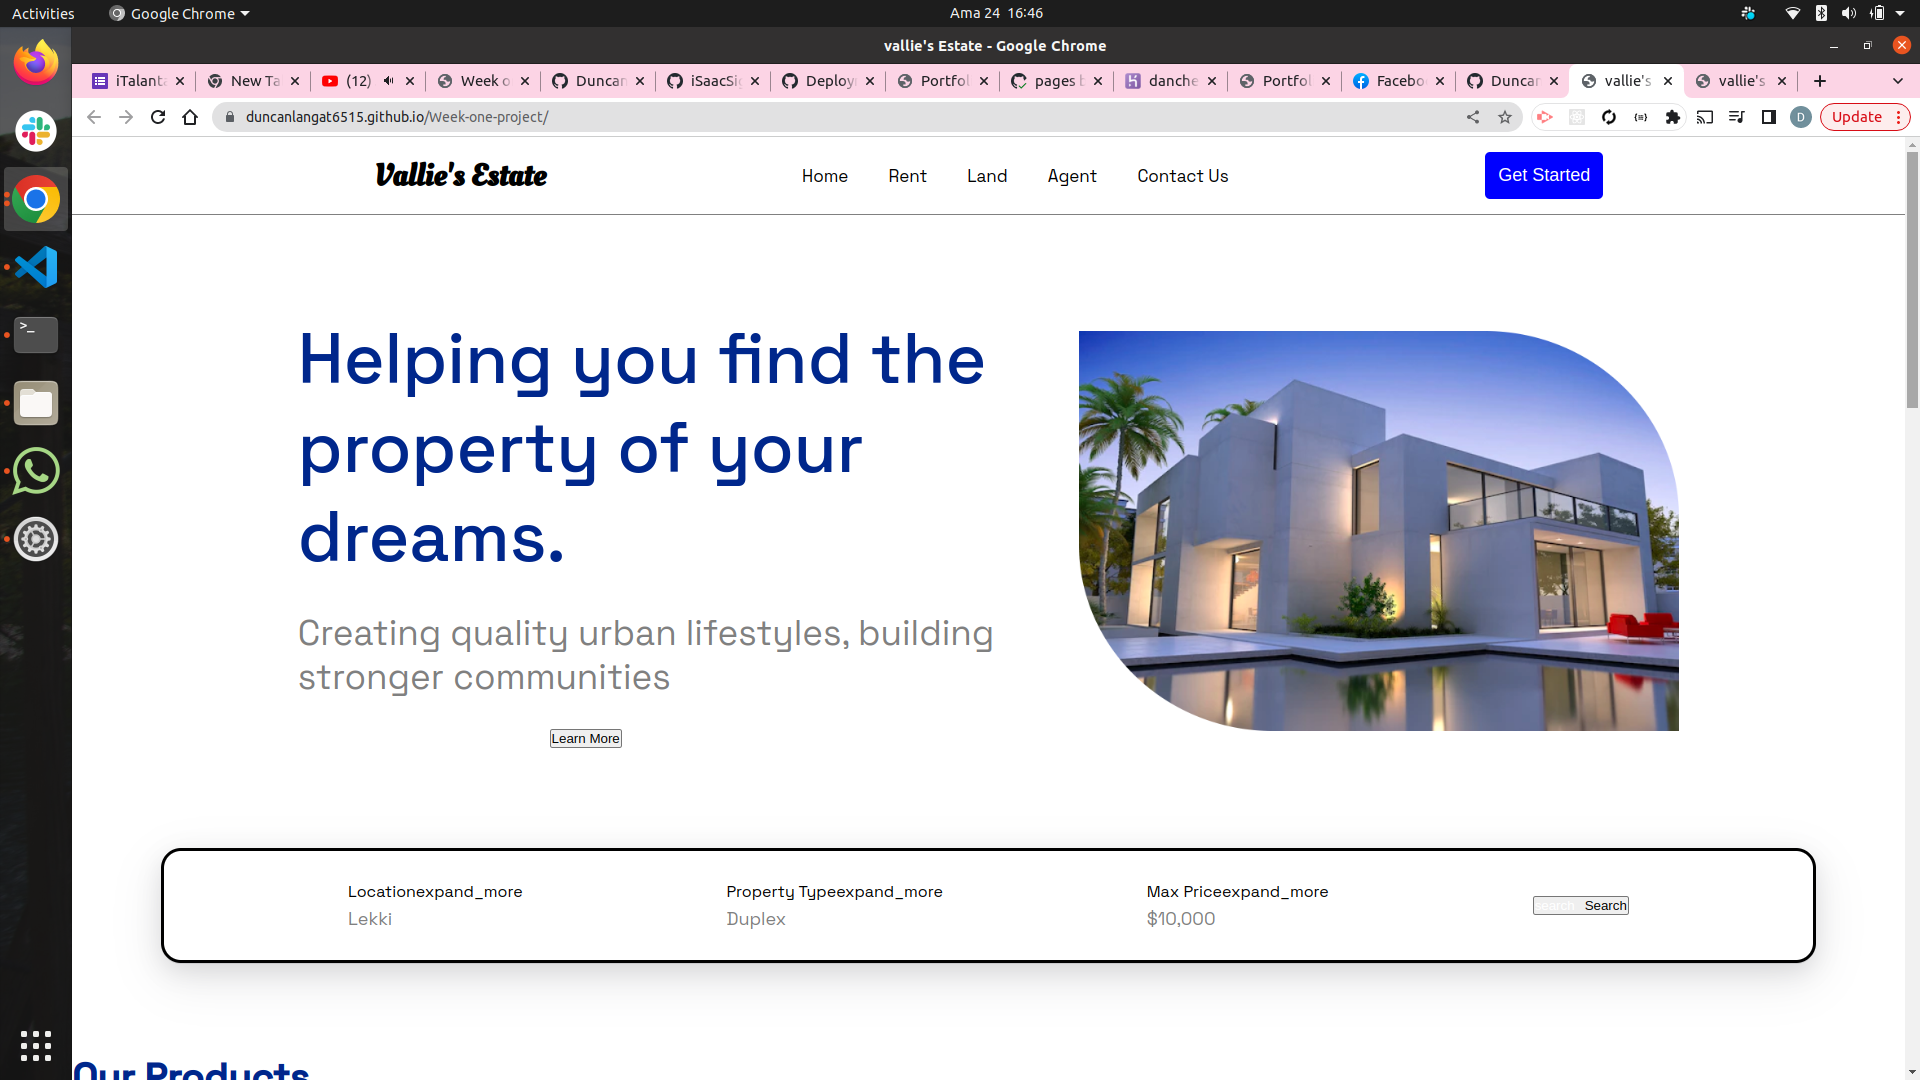 Activities
Google Chrome
Ama 24 16:46
vallie's Estate - Google Chrome
iTalant
New Ta
(12)
Week o
Duncan
iSaacSi
Deploy
Portfol
pages b
danche
Portfol
Facebo
Duncan
vallie's
vallie's
duncanlangat6515.github.io/Week-one-project/
D
Update
Vallie's Estate
Home
Rent
Land
Agent
Contact Us
Get Started
Helping you find the
property of your
dreams.
Creating quality urban lifestyles, building
stronger communities
Learn More
Locationexpand_more
Lekki
Property Typeexpand_more
Duplex
Max Priceexpand_more
$10,000
search Search
Our Products